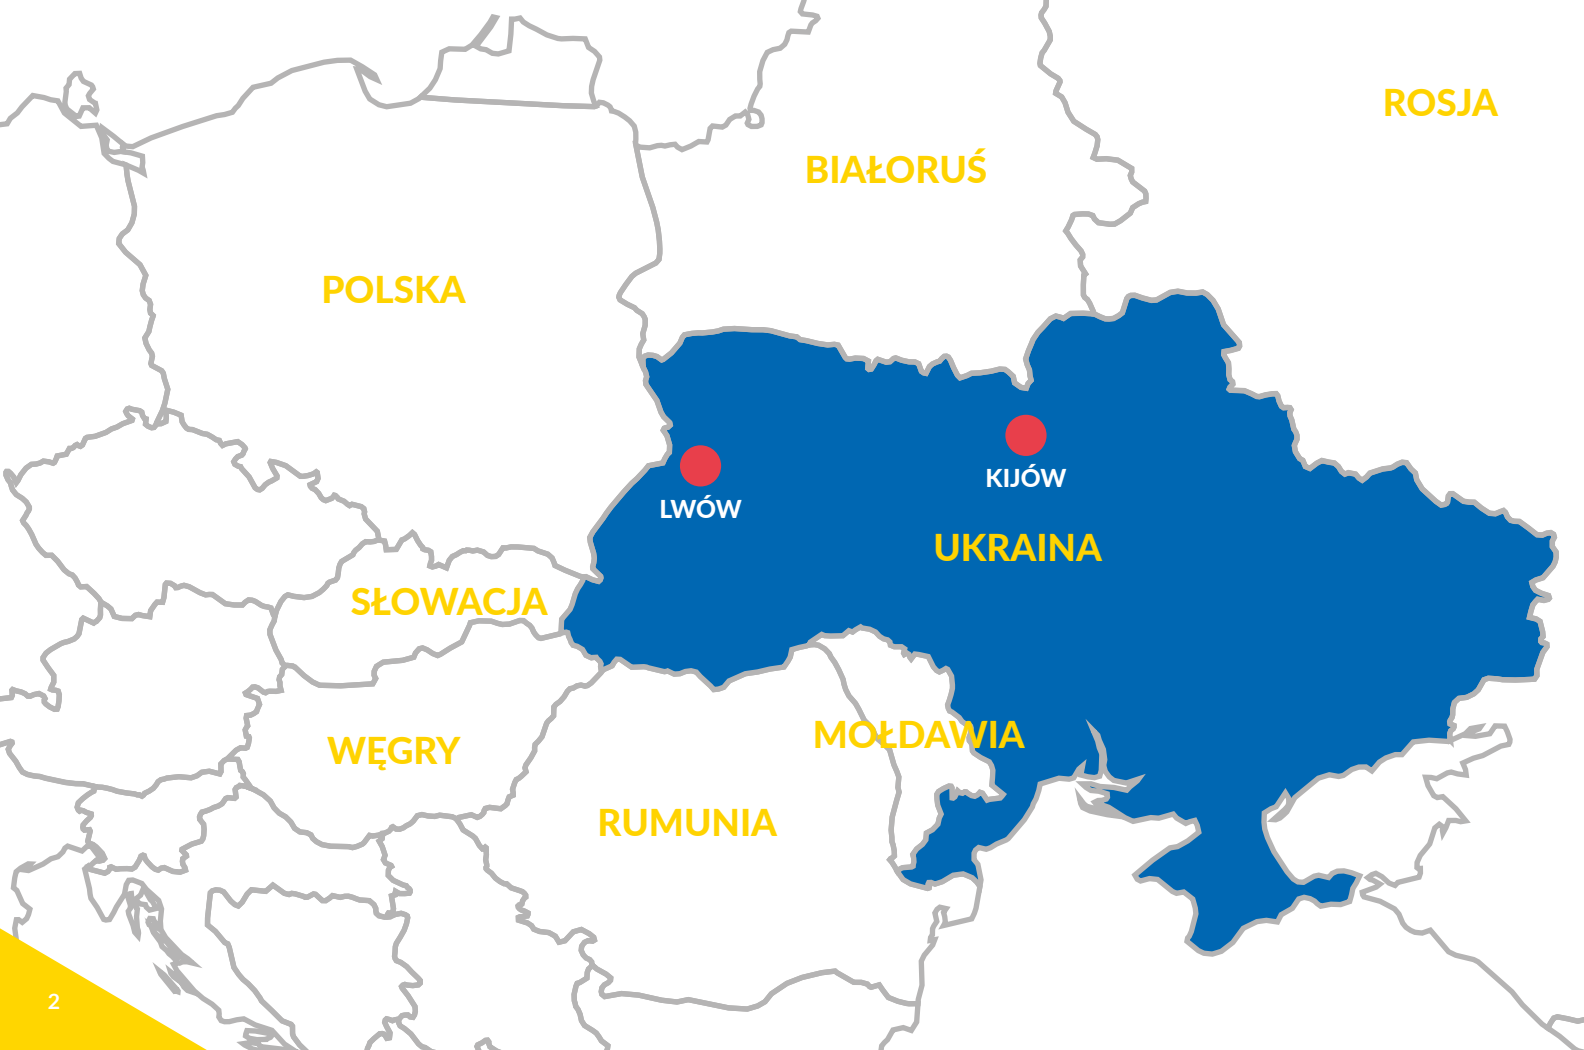 ROSJA
BIAŁORUŚ
POLSKA
KIJÓW
LWÓW
UKRAINA
SŁOWACJA
MOŁDAWIA
WĘGRY
RUMUNIA
2